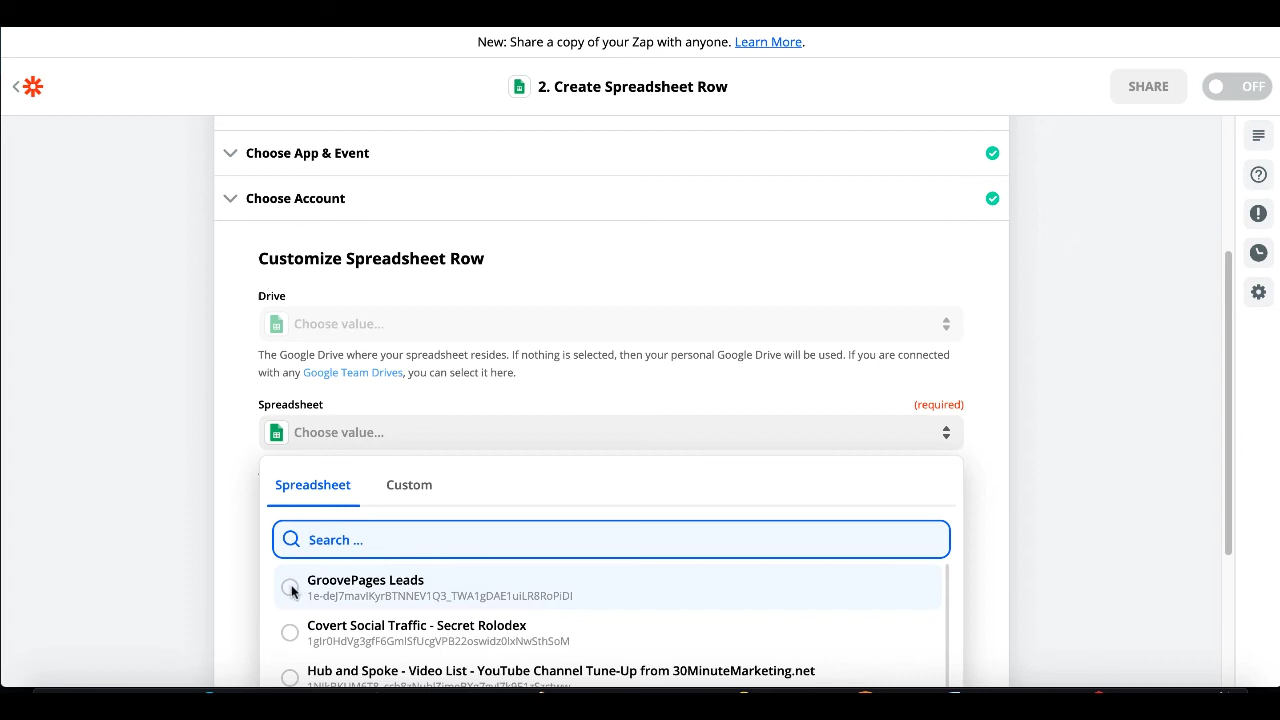 New: Share a copy of your Zap with anyone. Learn More.
2. Create Spreadsheet Row
SHARE
OFF
Choose App & Event
Choose Account
Customize Spreadsheet Row
Drive
Choose value...
The Google Drive where your spreadsheet resides. If nothing is selected, then your personal Google Drive will be used. If you are connected
with any Google Team Drives, you can select it here.
Spreadsheet
(required)
Choose value...
Spreadsheet
Custom
Search ...
GroovePages Leads
Covert Social Traffic - Secret Rolodex
Hub and Spoke - Video List - YouTube Channel Tune-Up from 30MinuteMarketing.net